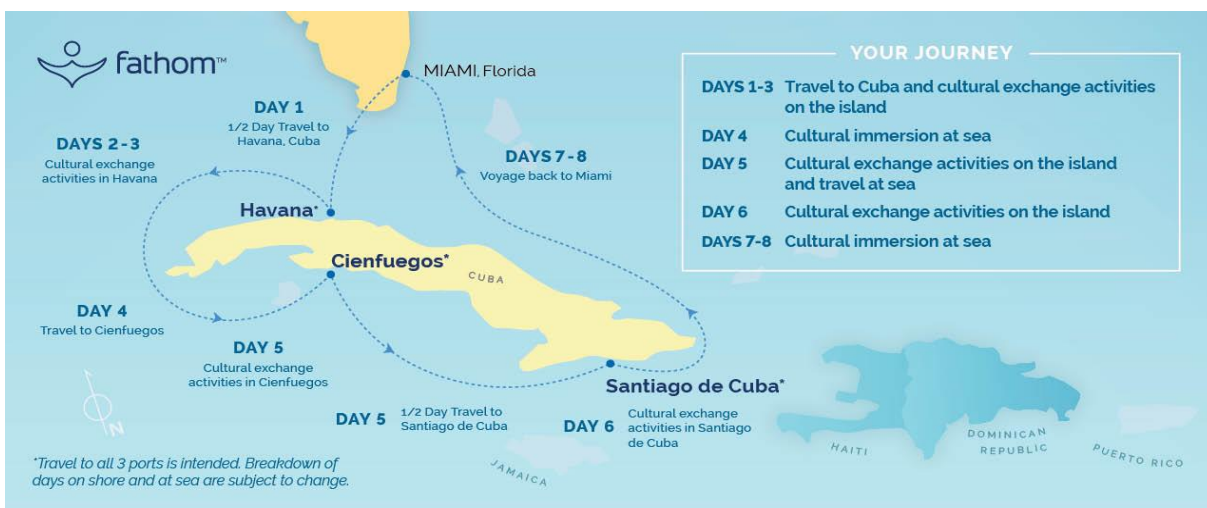 fathom™
MIAMI, Florida
DAY 1
1/2 Day Travel to
Havana, Cuba
DAYS 2-3
Cultural exchange
activities in Havana
DAYS 7-8
Voyage back to Miami
Havana*
Cienfuegos*
CUBA
DAY 4
Travel to Cienfuegos
DAY 5
Cultural exchange
activities in Cienfuegos
Santiago de Cuba*
DAY 5 1/2 Day Travel to
Santiago de Cuba
DAY 6 Cultural exchange
activities in Santiago
de Cuba
N
*Travel to all 3 ports is intended. Breakdown of
days on shore and at sea are subject to change.
JAMAICA
HAITI
DOMINICAN
REPUBLIC
PUERTO RICO
YOUR JOURNEY
DAYS 1-3 Travel to Cuba and cultural exchange activities
on the island
DAY 4 Cultural immersion at sea
DAY 5 Cultural exchange activities on the island
and travel at sea
DAY 6 Cultural exchange activities on the island
DAYS 7-8 Cultural immersion at sea